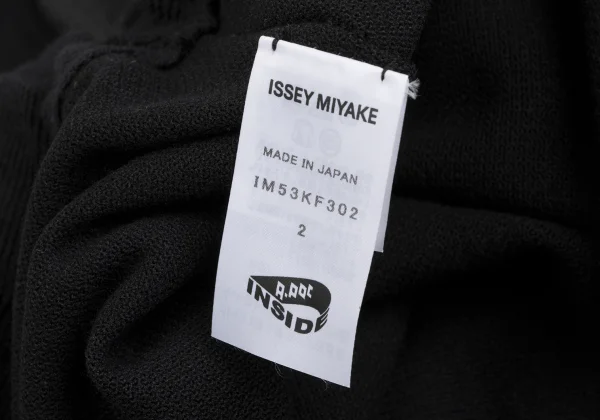 ISSEY MIYAKE
MADE IN JAPAN
IM53KF302
2
A.POC
INSIDE